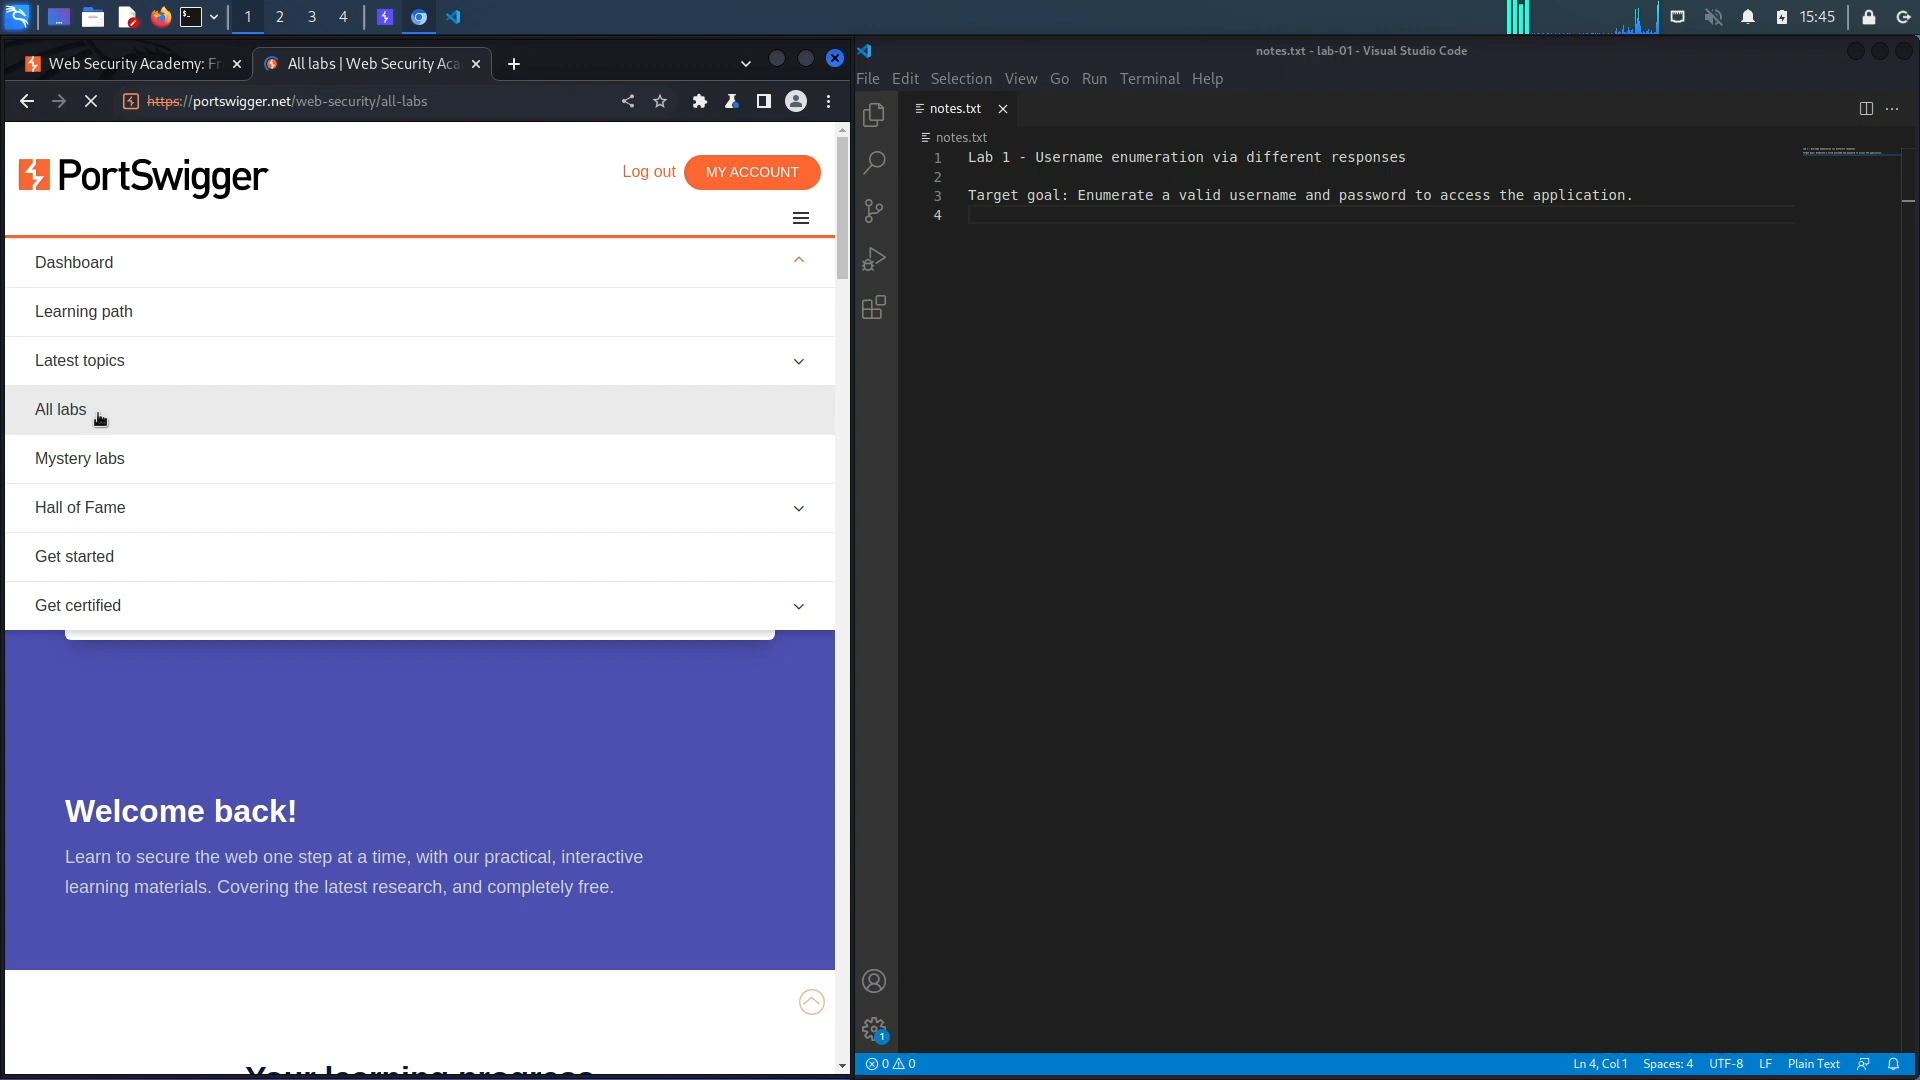 1 2 3 4
15:45
Web Security Academy: Fr
All labs | Web Security Aca
https://portswigger.net/web-security/all-labs
PortSwigger
Log out
MY ACCOUNT
Dashboard
Learning path
Latest topics
All labs
Mystery labs
Hall of Fame
Get started
Get certified
Welcome back!
Learn to secure the web one step at a time, with our practical, interactive
learning materials. Covering the latest research, and completely free.
Your learning progress
notes.txt - lab-01 - Visual Studio Code
File Edit Selection View Go Run Terminal Help
notes.txt
notes.txt
1 Lab 1 - Username enumeration via different responses
2
3 Target goal: Enumerate a valid username and password to access the application.
4
1
0 0
Ln 4, Col 1 Spaces: 4 UTF-8 LF Plain Text